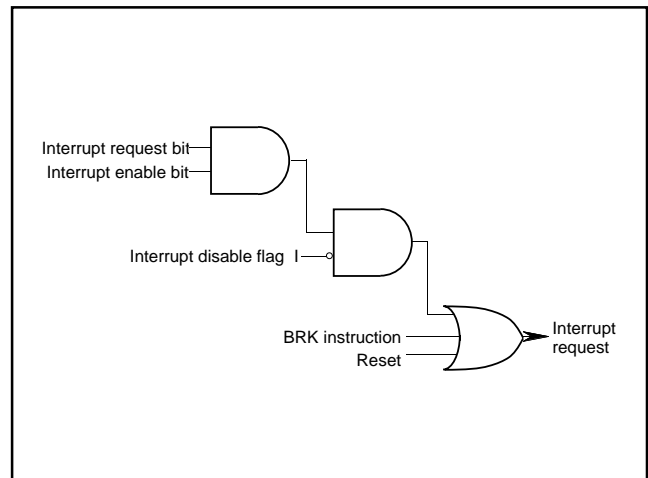 Interrupt request bit
Interrupt enable bit
Interrupt disable flag I
BRK instruction
Reset
Interrupt
request